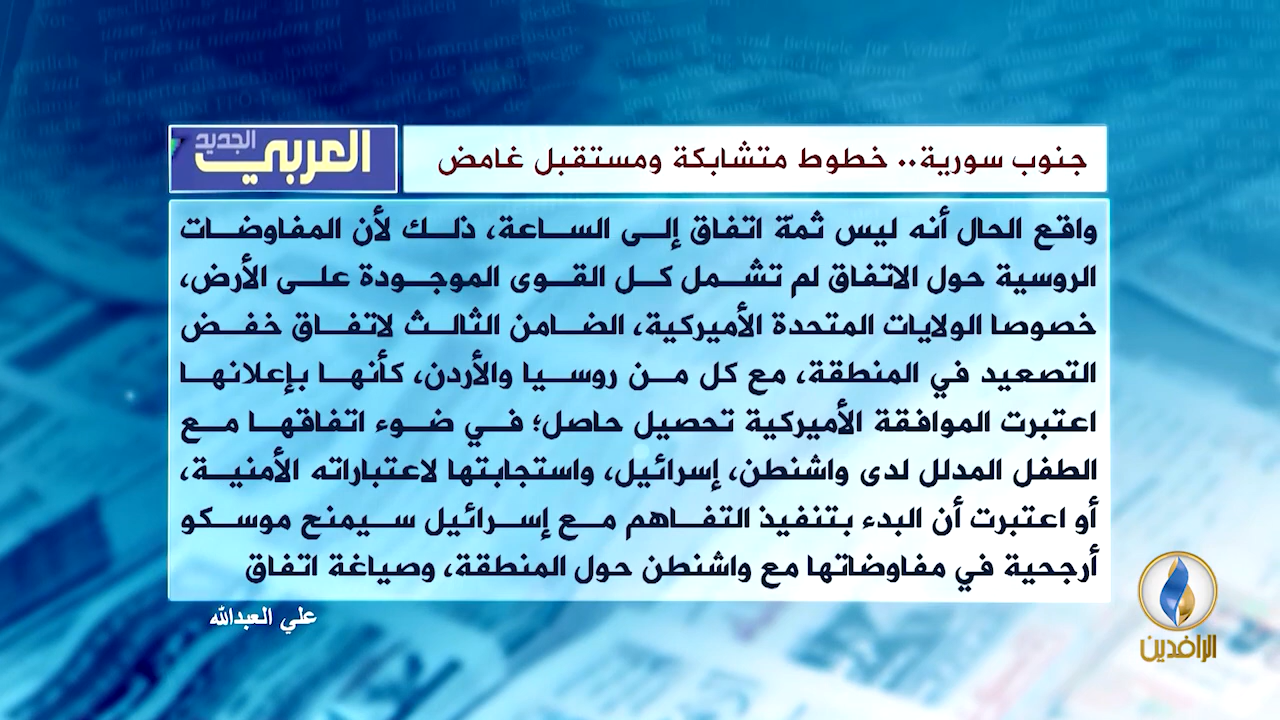 العربي الجديد
جنوب سورية.. خطوط متشابكة ومستقبل غامض
واقع الحال أنه ليس ثمّة اتفاق إلى الساعة، ذلك لأن المفاوضات
الروسية حول الاتفاق لم تشمل كل القوى الموجودة على الأرض،
خصوصا الولايات المتحدة الأميركية، الضامن الثالث لاتفاق خفض
التصعيد في المنطقة، مع كل من روسيا والأردن، كأنها بإعلانها
اعتبرت الموافقة الأميركية تحصيل حاصل؛ في ضوء اتفاقها مع
الطفل المدلل لدى واشنطن، إسرائيل، واستجابتها لاعتباراته الأمنية،
أو اعتبرت أن البدء بتنفيذ التفاهم مع إسرائيل سيمنح موسكو
أرجحية في مفاوضاتها مع واشنطن حول المنطقة، وصياغة اتفاق
علي العبدالله
الرافدين